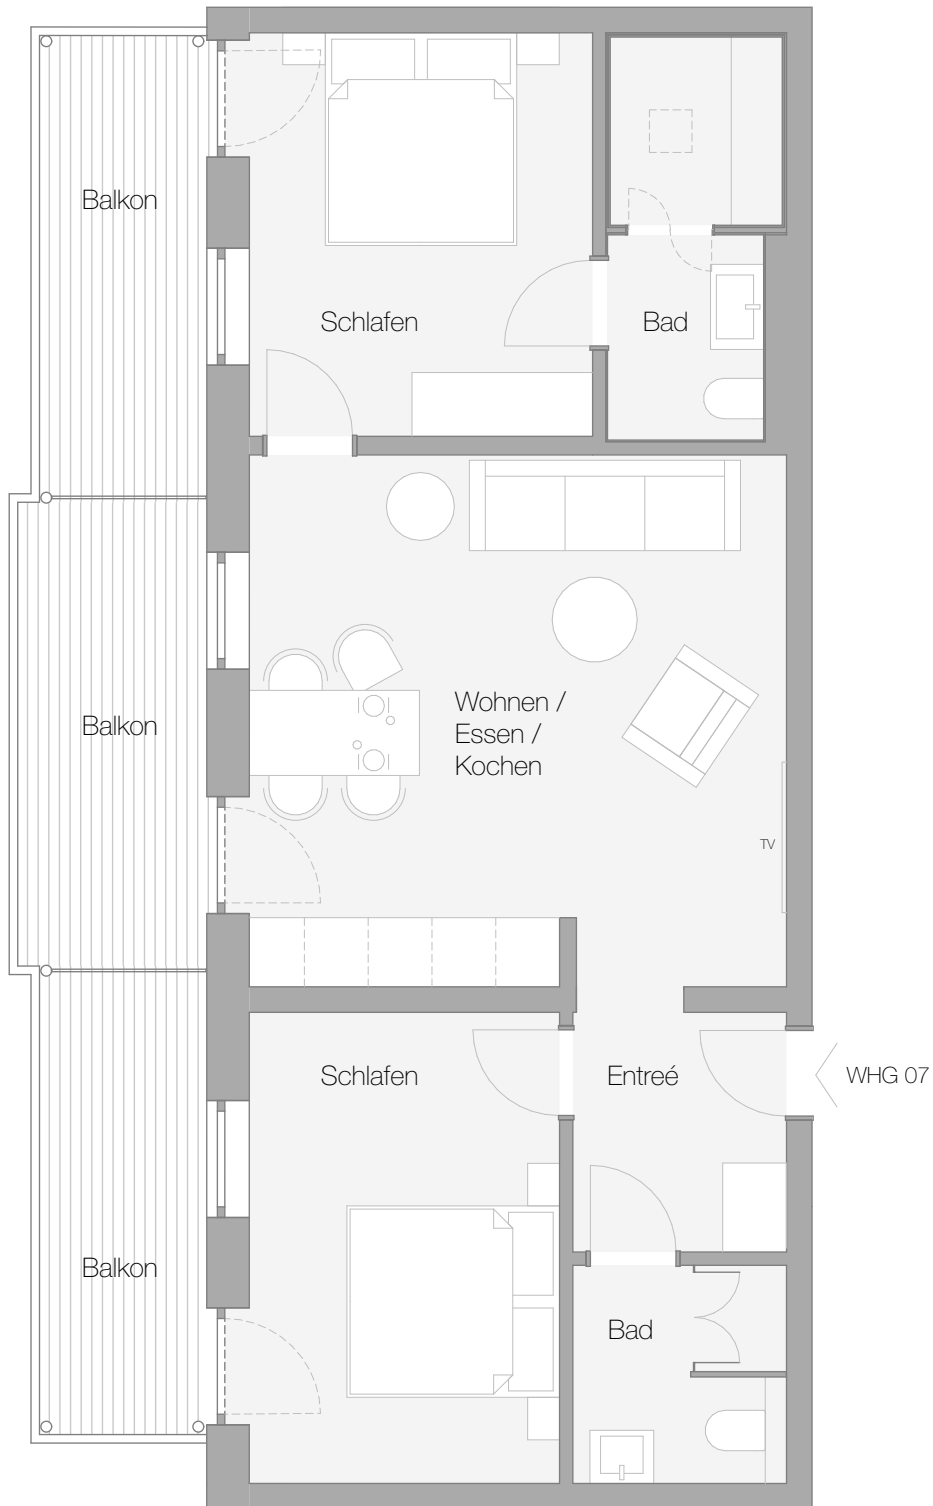 Balkon
Schlafen
Bad
Wohnen /
Essen /
Kochen
Balkon
TV
Schlafen
Entreé
WHG 07
Balkon
Bad